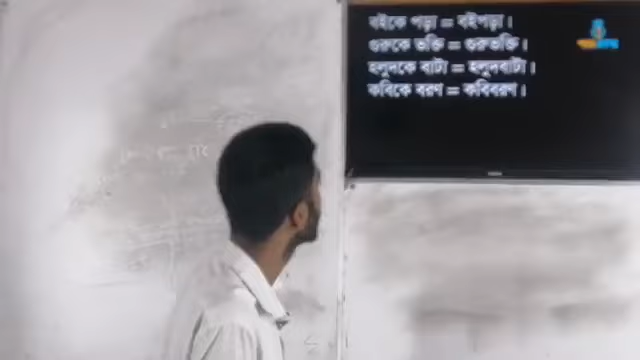 বইকে পড়া = বইপড়া।
গুরুকে ভক্তি = গুরুভক্তি।
হলুদকে বাটা = হলুদবাটা।
কবিকে বরণ = কবিবরণ।